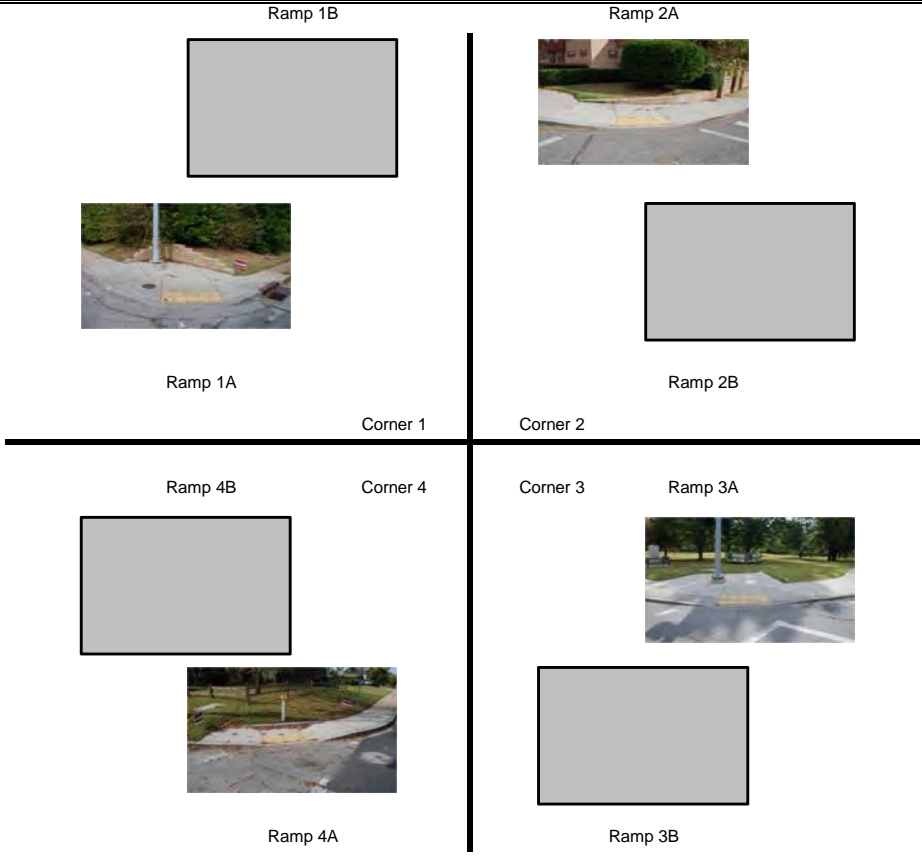 Ramp 1B
Ramp 2A
Ramp 1A
Ramp 2B
Corner 1
Corner 2
Ramp 4B
Corner 4
Corner 3
Ramp 3A
Ramp 4A
Ramp 3B